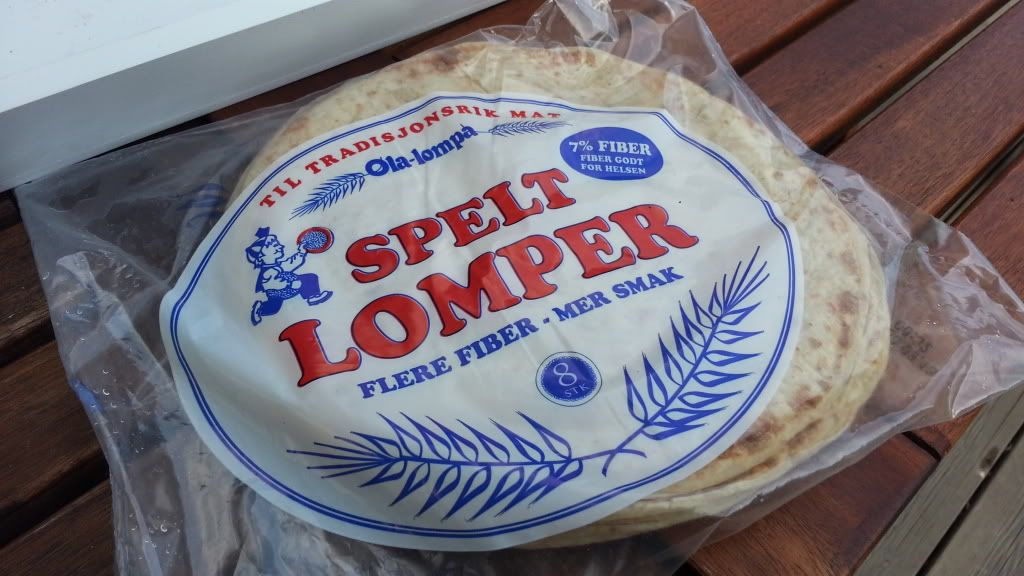 TIL TRADISJONSRIK MAT
Ola-lompa
7% FIBER
FIBER GODT
FOR HELSEN
SPELT
LOMPER
FLERE FIBER - MER SMAK
8
STK